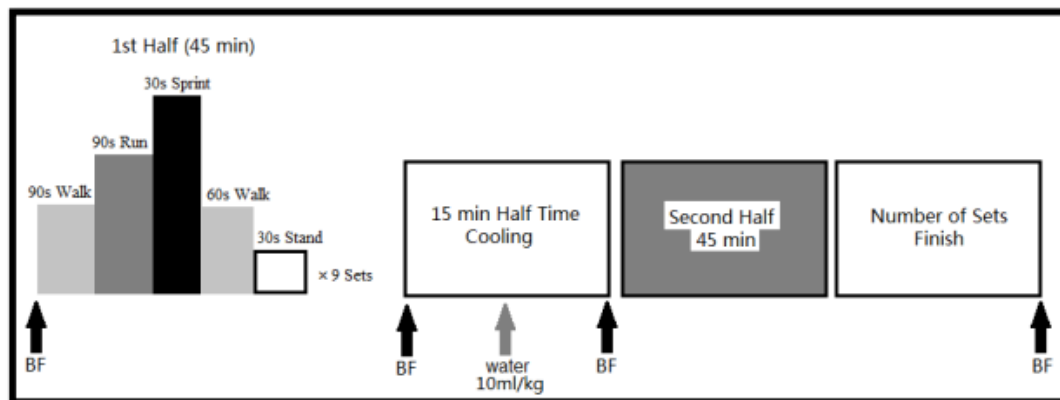 1st Half (45 min)
30s Sprint
90s Run
90s Walk
60s Walk
30s Stand
× 9 Sets
15 min Half Time
Cooling
Second Half
45 min
Number of Sets
Finish
BF
BF
water
10ml/kg
BF
BF